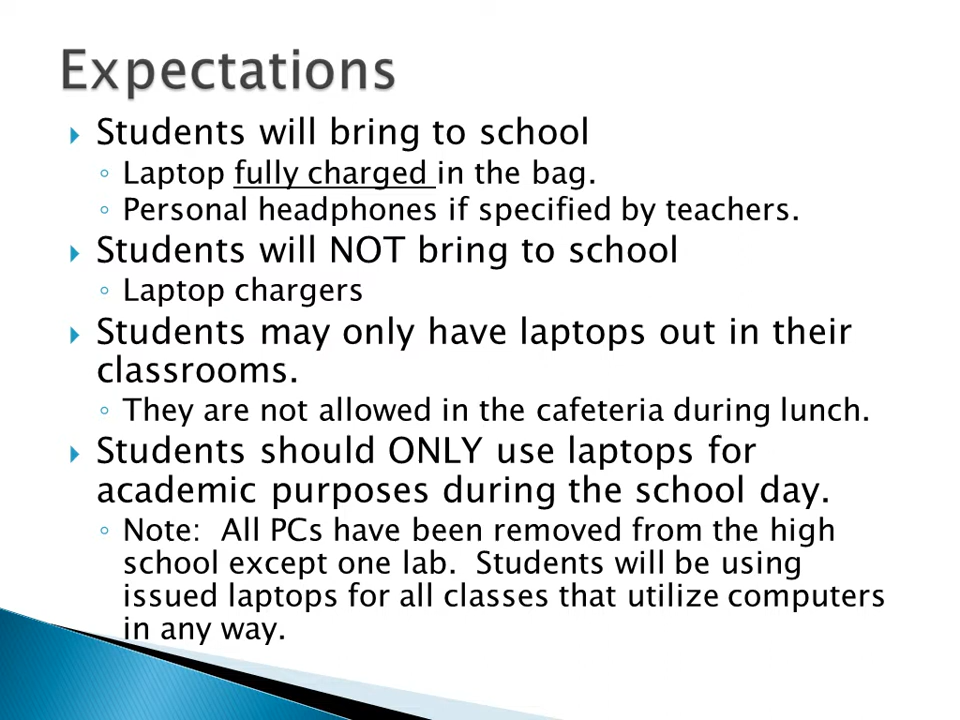 Expectations
Students will bring to school
Laptop fully charged in the bag.
Personal headphones if specified by teachers.
Students will NOT bring to school
Laptop chargers
Students may only have laptops out in their
classrooms.
They are not allowed in the cafeteria during lunch.
Students should ONLY use laptops for
academic purposes during the school day.
Note:  All PCs have been removed from the high
school except one lab.  Students will be using
issued laptops for all classes that utilize computers
in any way.